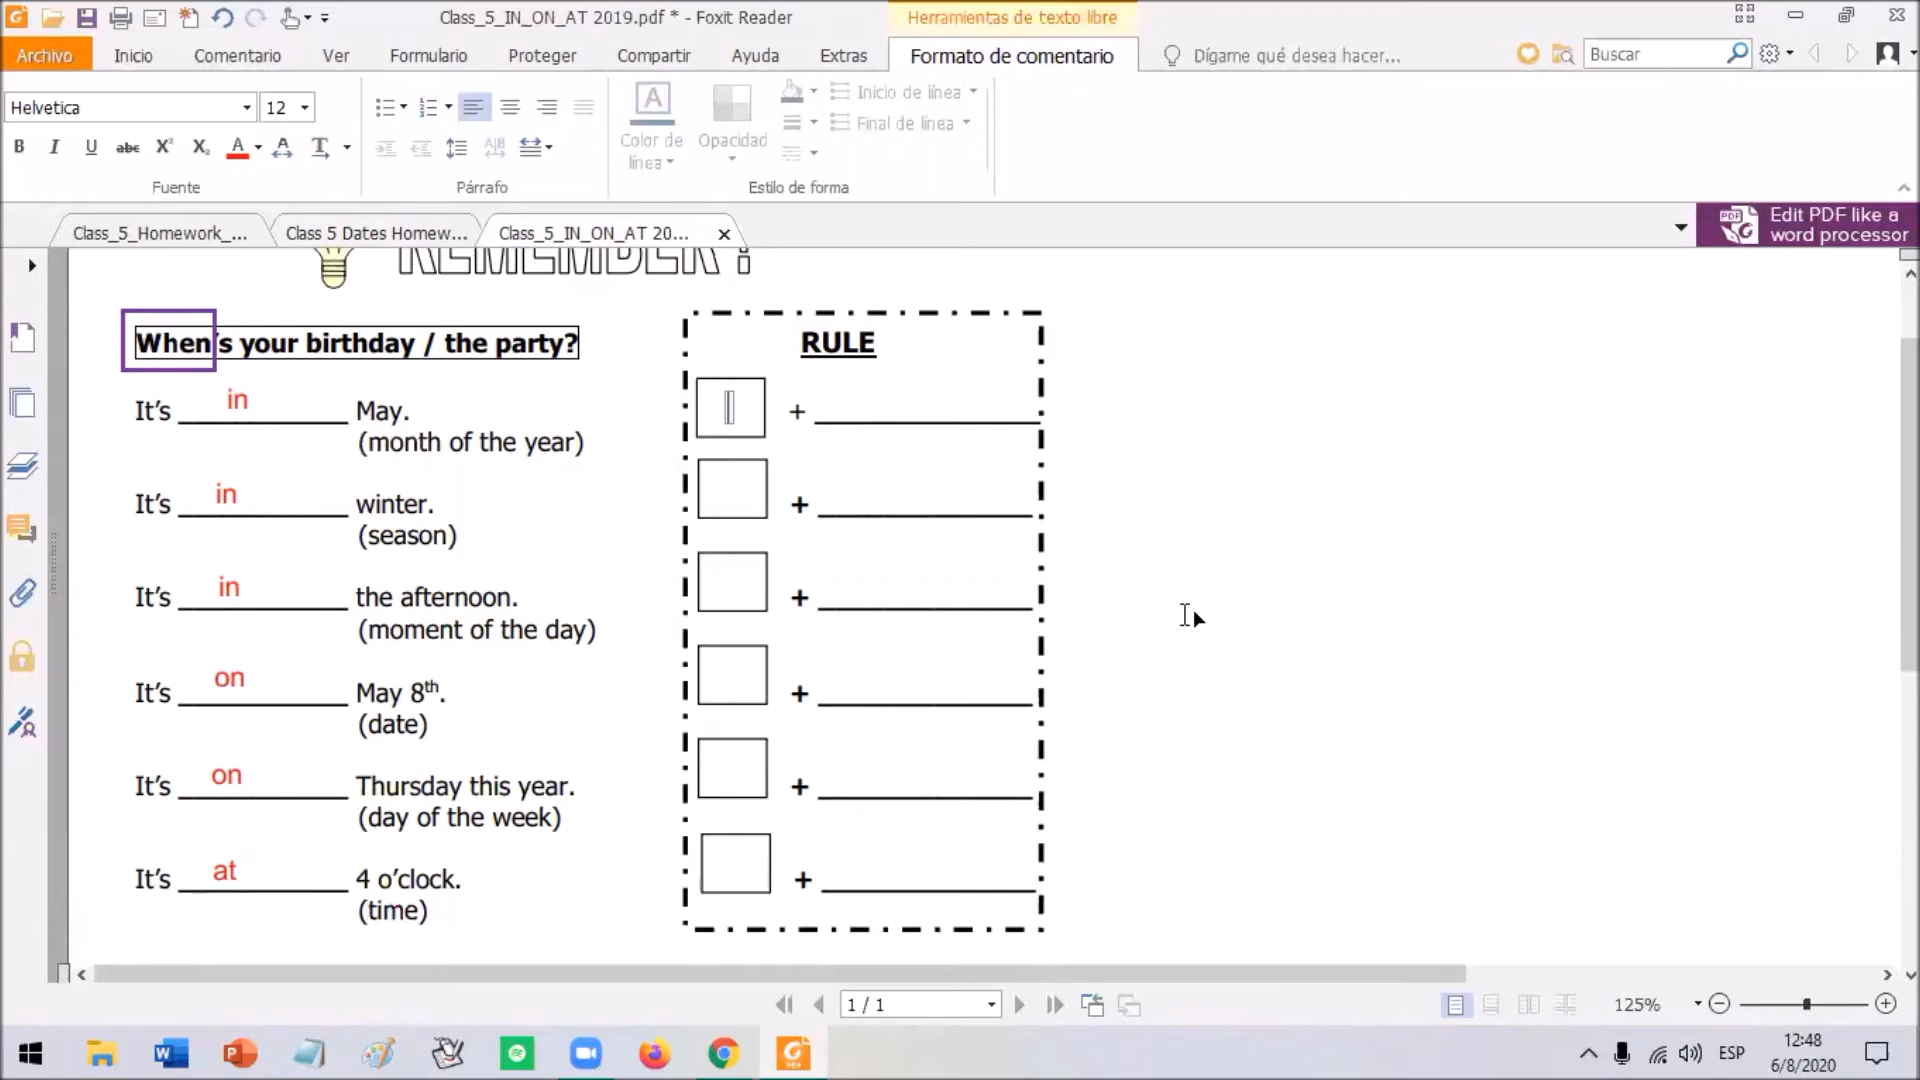 Class_5_IN_ON_AT 2019.pdf * - Foxit Reader
Herramientas de texto libre
Archivo Inicio Comentario Ver Formulario Proteger Compartir Ayuda Extras Formato de comentario Dígame qué desea hacer... Buscar
Helvetica 12
Color de línea Opacidad Inicio de línea
Final de línea
Fuente Párrafo Estilo de forma
Class_5_Homework_... Class 5 Dates Homew... Class_5_IN_ON_AT 20...
Edit PDF like a
word processor
REMEMBER !
When's your birthday / the party?
It's in May.
(month of the year)
It's in winter.
(season)
It's in the afternoon.
(moment of the day)
It's on May 8th.
(date)
It's on Thursday this year.
(day of the week)
It's at 4 o'clock.
(time)
RULE
+
+
+
+
+
+
1 / 1
125%
ESP
12:48
6/8/2020